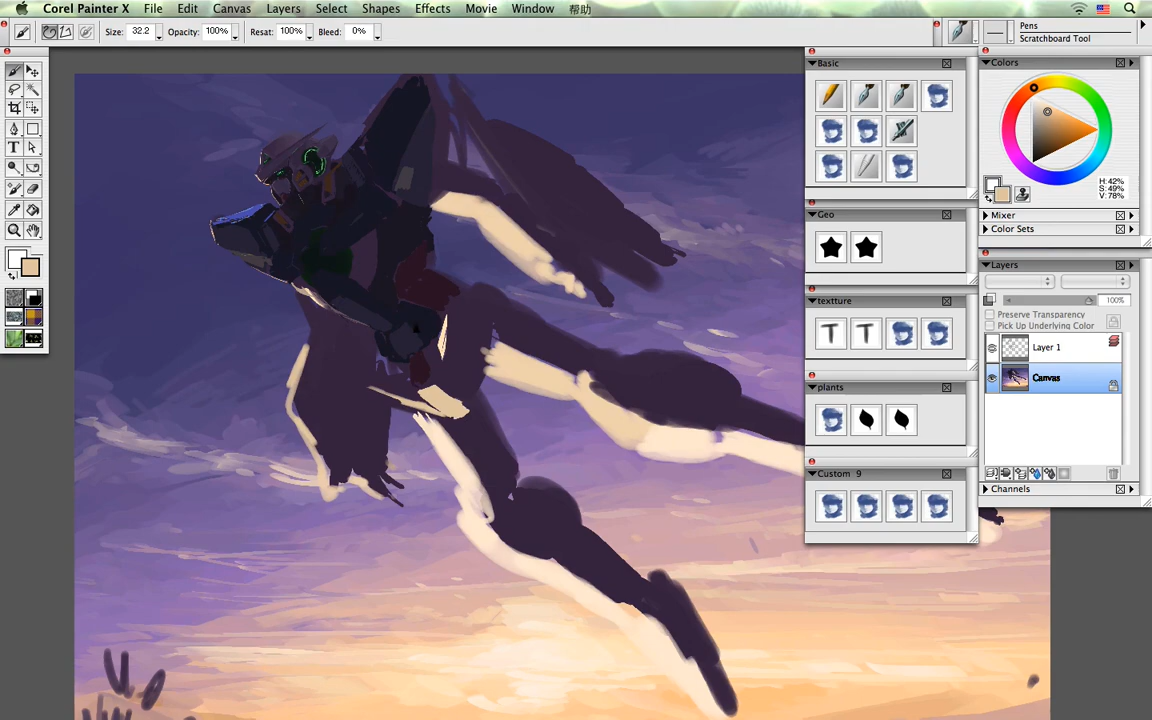 Corel Painter X File Edit Canvas Layers Select Shapes Effects Movie Window 帮助
Size: 32.2 Opacity: 100% Resat: 100% Bleed: 0%
Pens
Scratchboard Tool
Basic
Geo
textture
plants
Custom 9
Colors
H:42%
S:49%
V:78%
Mixer
Color Sets
Layers
100%
Preserve Transparency
Pick Up Underlying Color
Layer 1
Canvas
Channels
T
T T